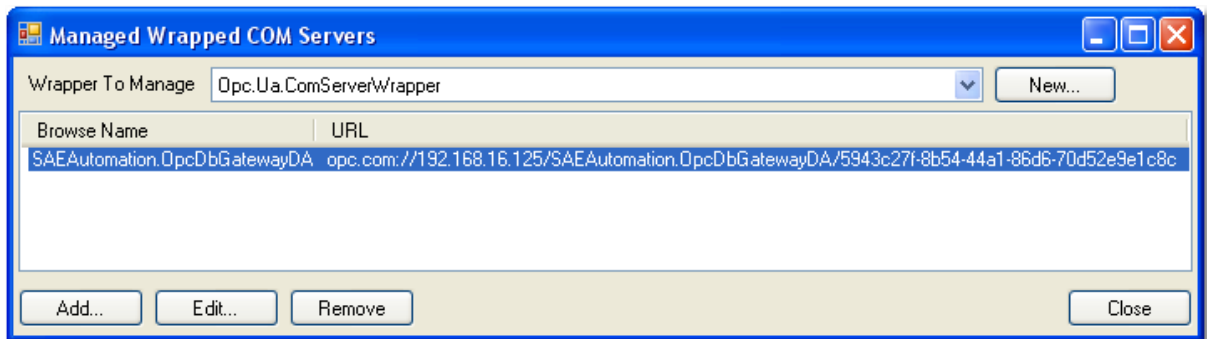 Managed Wrapped COM Servers
Wrapper To Manage Opc.Ua.ComServerWrapper New...
Browse Name URL
SAEAutomation.OpcDbGatewayDA opc.com://192.168.16.125/SAEAutomation.OpcDbGatewayDA/5943c27f-8b54-44a1-86d6-70d52e9e1c8c
Add... Edit... Remove Close